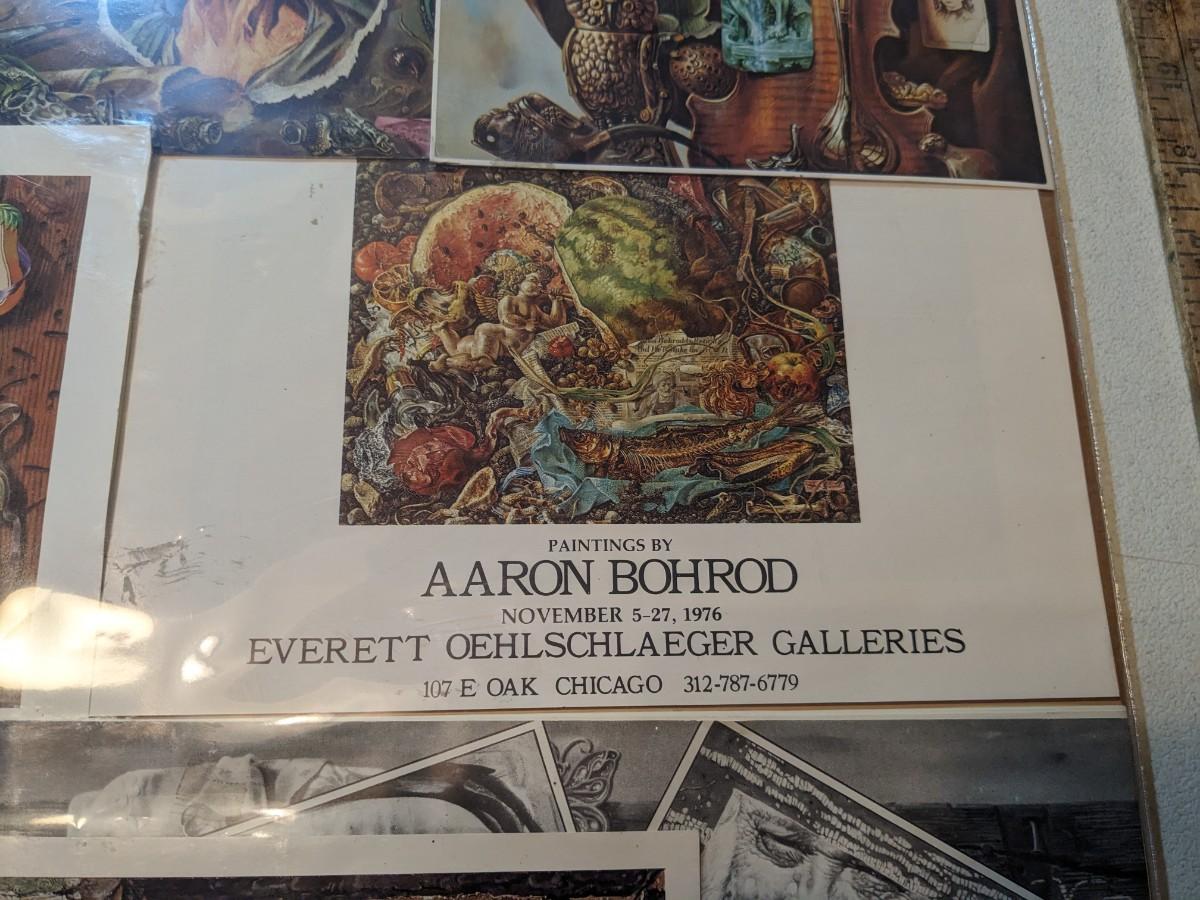 PAINTINGS BY
AARON BOHROD
NOVEMBER 5-27, 1976
EVERETT OEHLSCHLAEGER GALLERIES
107 E OAK CHICAGO 312-787-6779